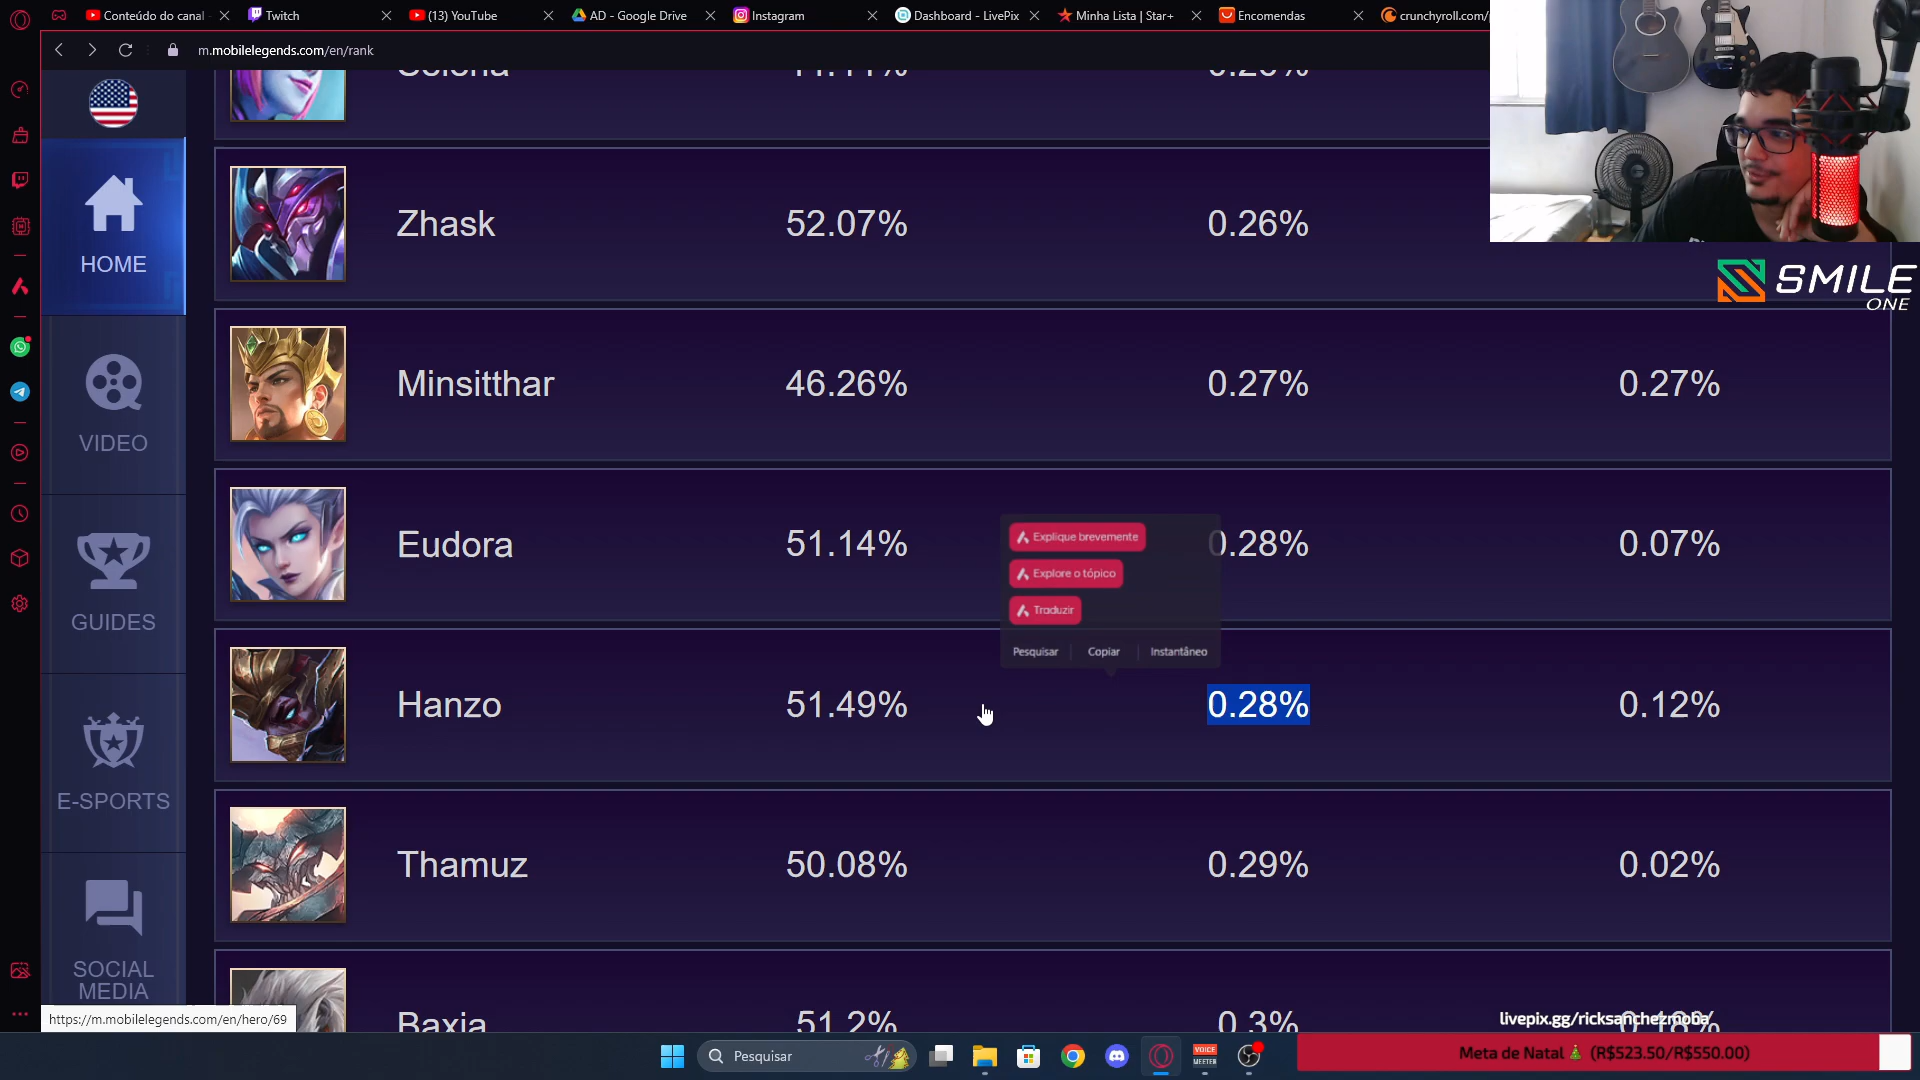 Conteúdo do canal
Twitch
(13) YouTube
AD - Google Drive
Instagram
Dashboard - LivePix
Minha Lista | Star+
Encomendas
crunchyroll.com/
m.mobilelegends.com/en/rank
HOME
VIDEO
GUIDES
E-SPORTS
SOCIAL
MEDIA
Selena
Zhask 52.07% 0.26%
Minsitthar 46.26% 0.27% 0.27%
Eudora 51.14% 0.28% 0.07%
Hanzo 51.49% 0.28% 0.12%
Thamuz 50.08% 0.29% 0.02%
Baxia 51.2% 0.3%
Explique brevemente
Explore o tópico
Traduzir
Pesquisar Copiar Instantâneo
SMILE
ONE
https://m.mobilelegends.com/en/hero/69
livepix.gg/ricksanchezmoba
Pesquisar
VOICE
MEETER
Meta de Natal (R$523.50/R$550.00)